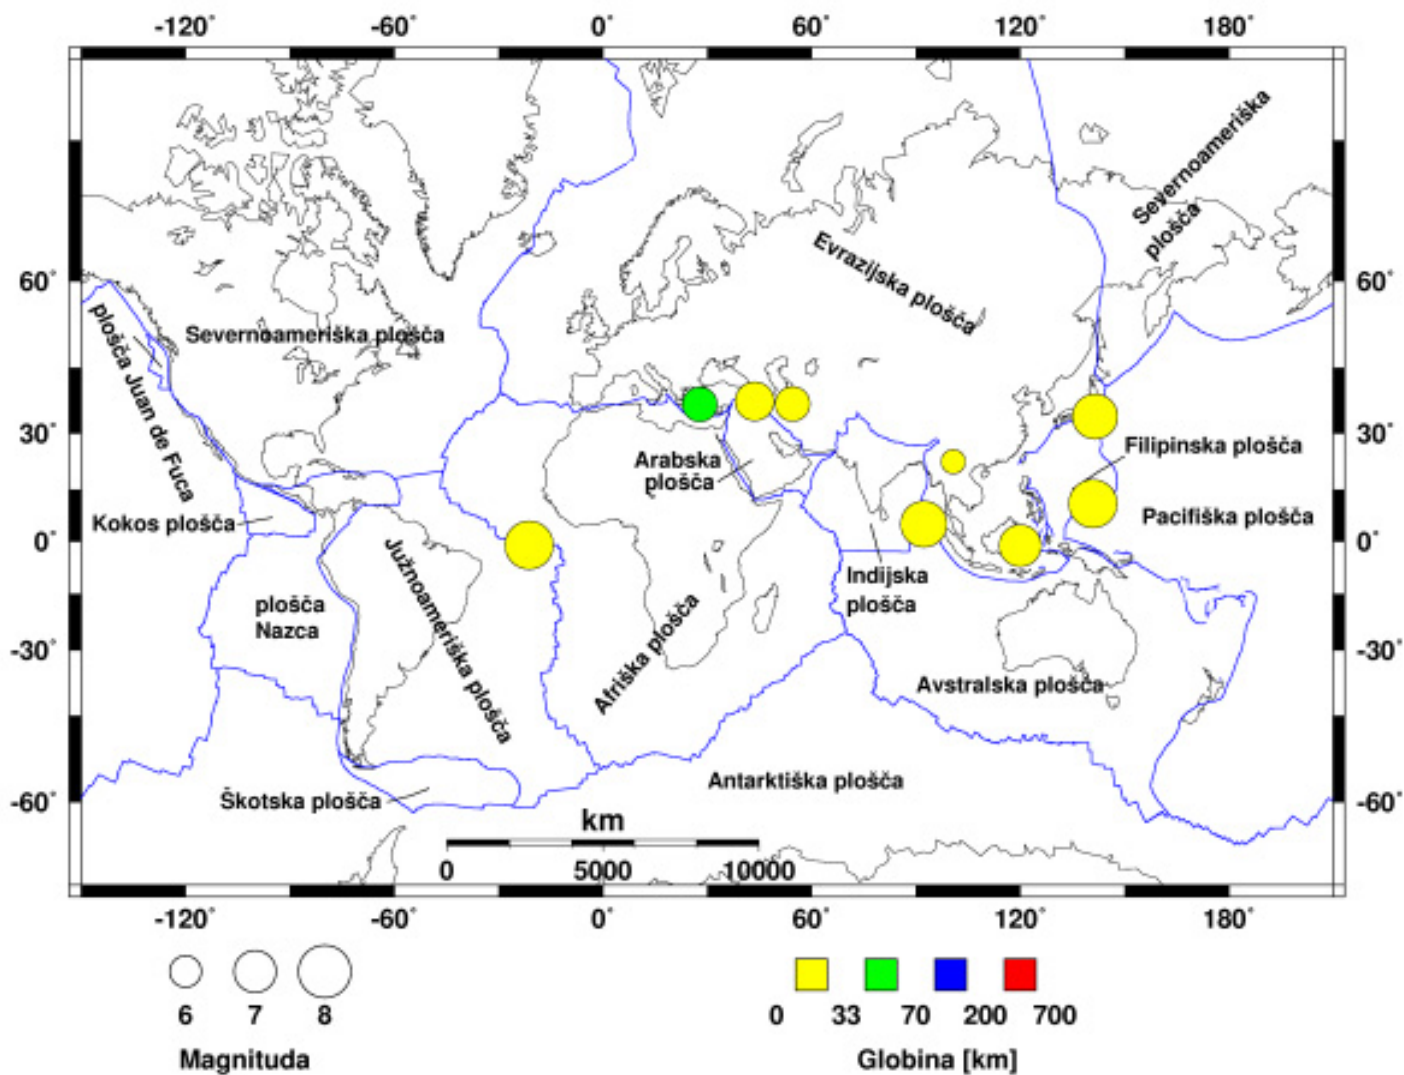 -120° -60° 0° 60° 120° 180°
60° 60°
30° 30°
0° 0°
-30° -30°
-60° -60°
Severnoameriška
plošča
Evrazijska plošča
Severnoameriška plošča
plošča Juan de Fuca
Arabska
plošča
Filipinska plošča
Kokos plošča
Pacifiška plošča
Indijska
plošča
plošča
Nazca
Južnoameriška plošča
Afriška plošča
Avstralska plošča
Antarktiška plošča
Škotska plošča
km
0 5000 10000
-120° -60° 0° 60° 120° 180°
6 7 8
Magnituda
0 33 70 200 700
Globina [km]